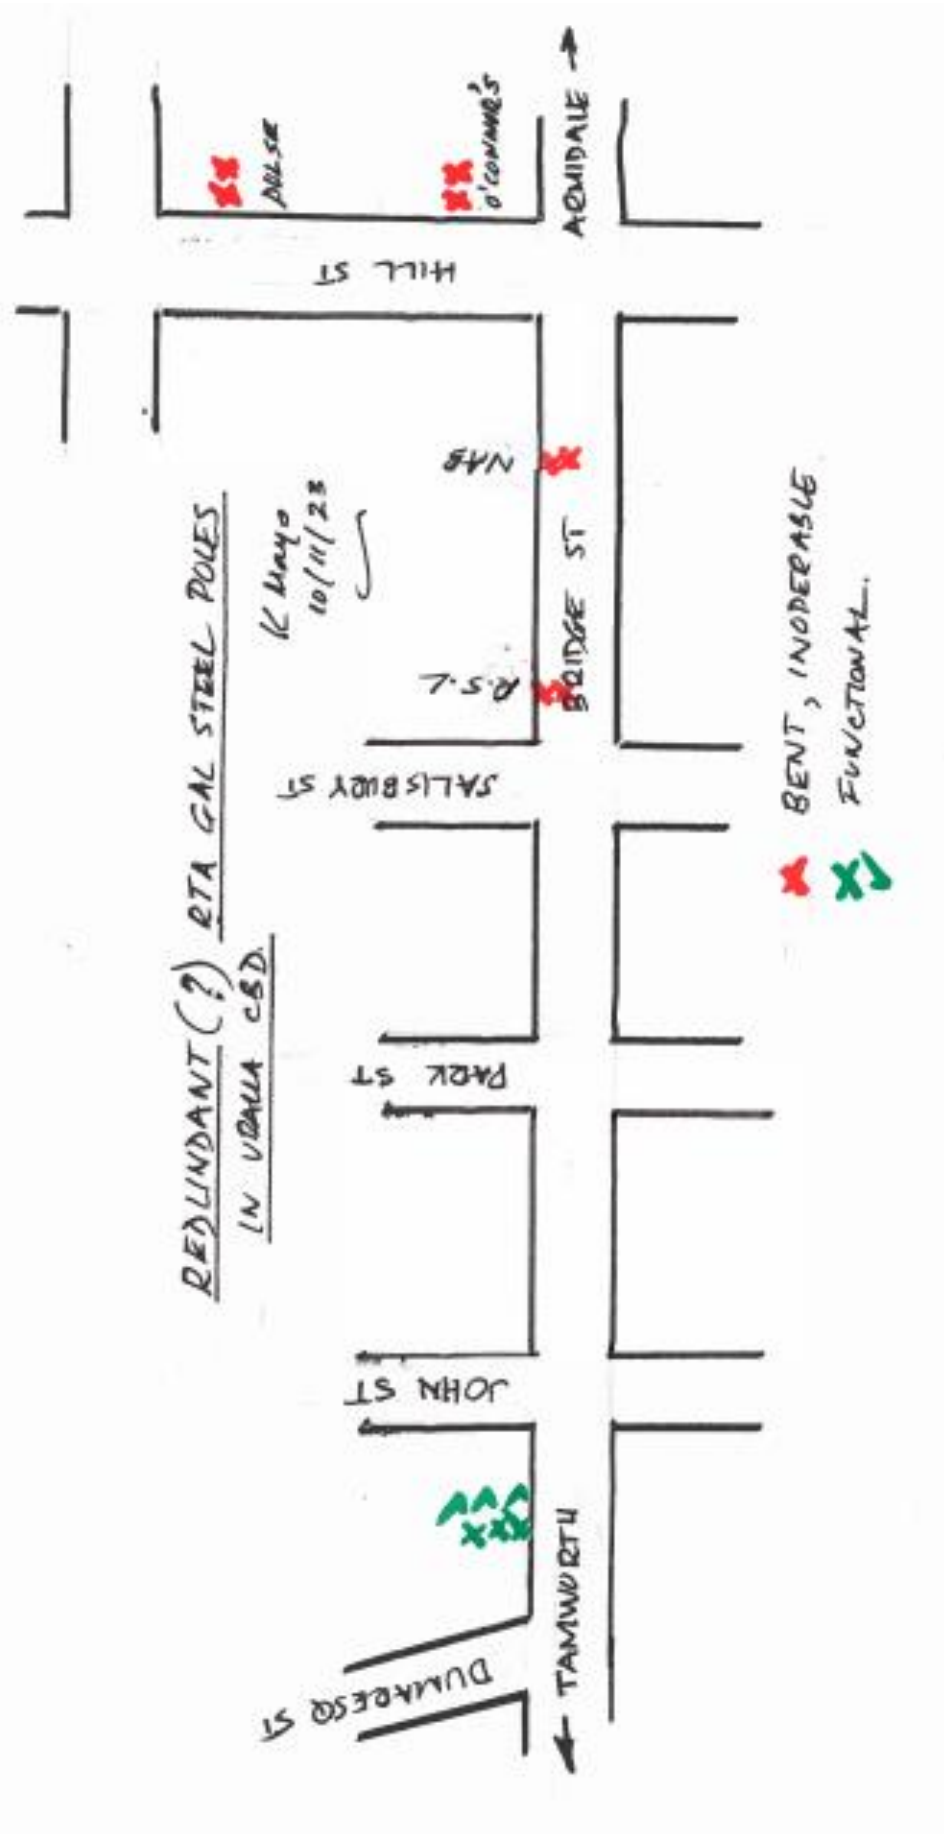 REDUNDANT (?) RTA GAL STEEL POLES
IN URALLA CBD.
K Mayo
10/11/23
O'CONNOR'S
ARMIDALE →
HILL ST
NAB
R.S.L
BRIDGE ST
SALISBURY ST
PARK ST
JOHN ST
DUMARESQ ST
← TAMWORTH
BENT, INOPERABLE
FUNCTIONAL.